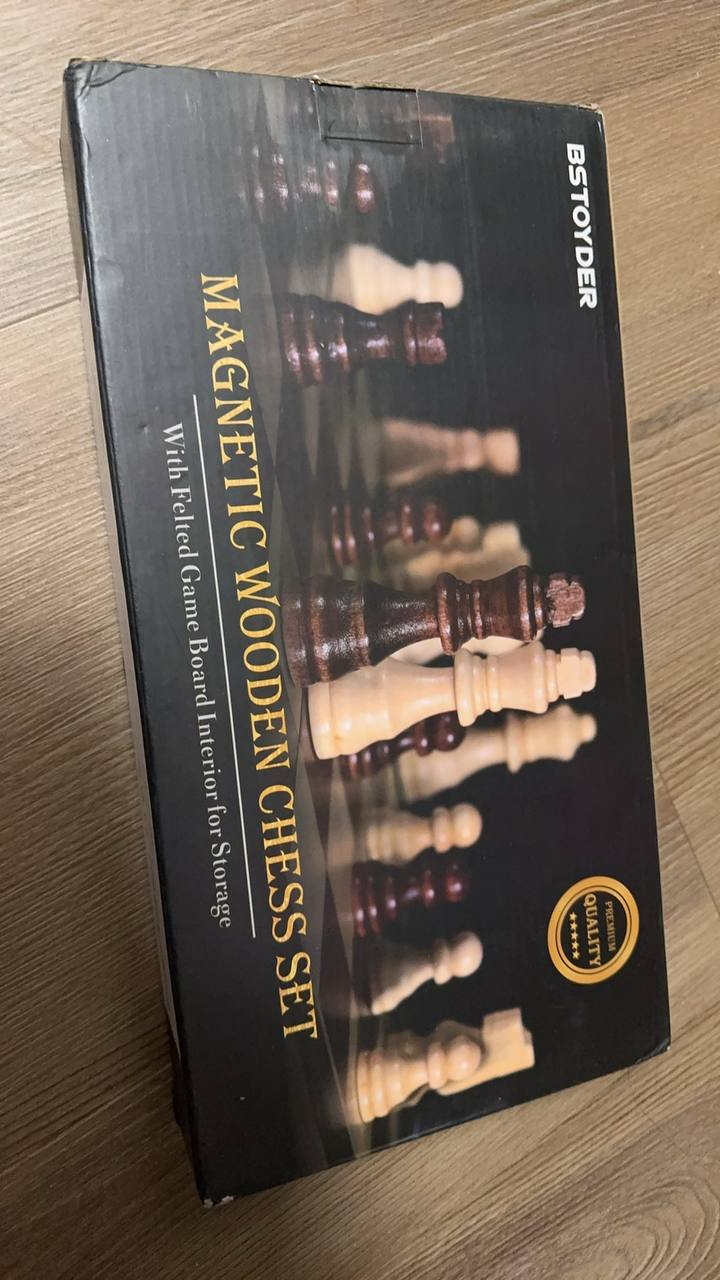 BSTOYDER
PREMIUM
QUALITY
MAGNETIC WOODEN CHESS SET
With Felted Game Board Interior for Storage